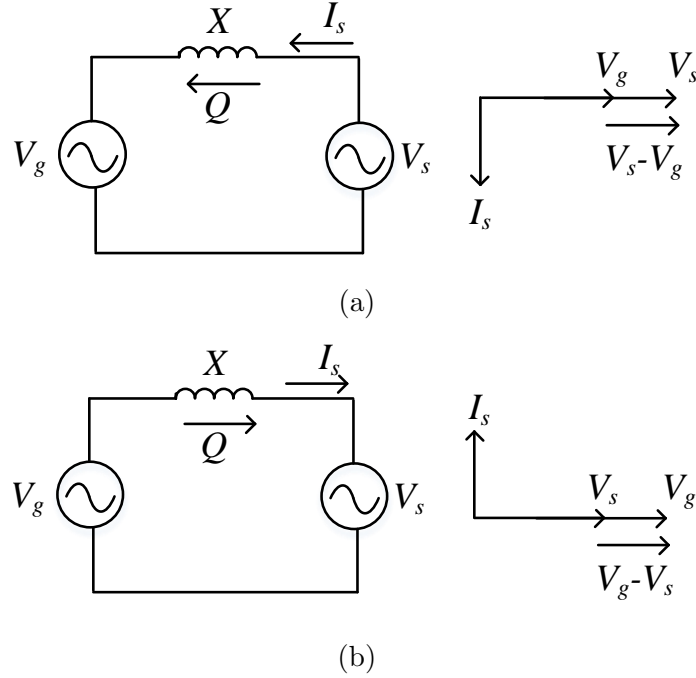 X
I_s
Q
V_g
V_s
V_g V_s
V_s-V_g
I_s
(a)
X
I_s
Q
V_g
V_s
I_s
V_s V_g
V_g-V_s
(b)